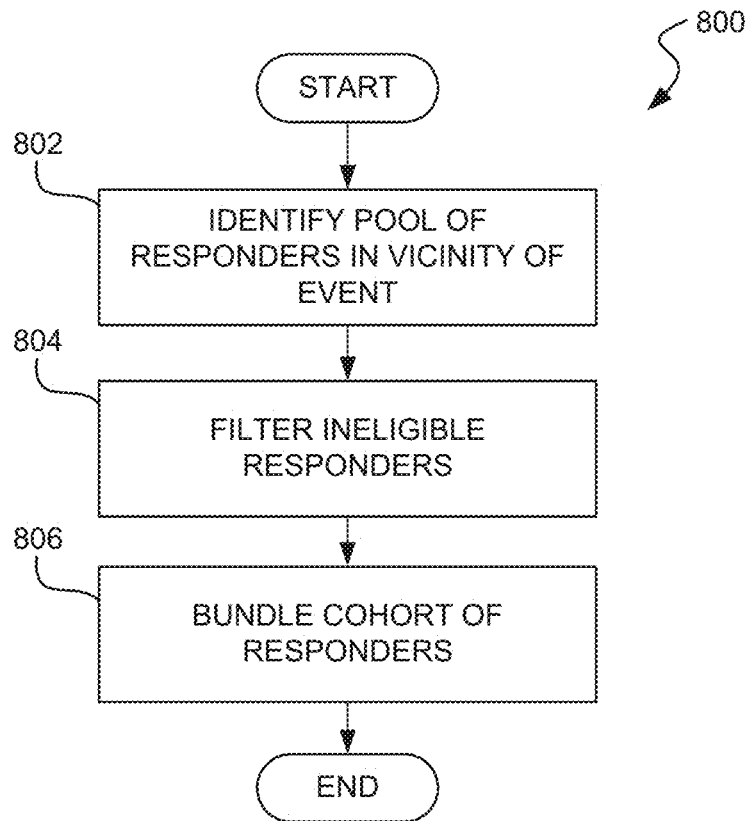 800
START
802
IDENTIFY POOL OF
RESPONDERS IN VICINITY OF
EVENT
804
FILTER INELIGIBLE
RESPONDERS
806
BUNDLE COHORT OF
RESPONDERS
END